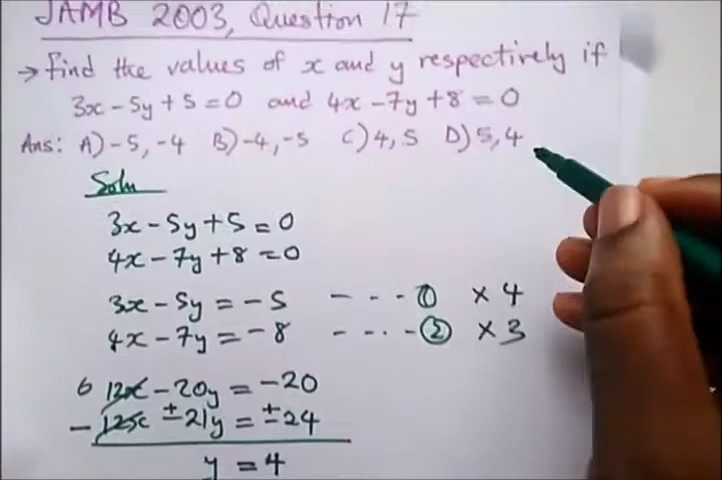 JAMB 2003, Question 17
→ find the values of x and y respectively if
3x - 5y + 5 = 0 and 4x - 7y + 8 = 0
Ans: A) -5, -4 B) -4, -5 C) 4, 5 D) 5, 4
Soln
3x - 5y + 5 = 0
4x - 7y + 8 = 0
3x - 5y = -5 - - - ① × 4
4x - 7y = -8 - - - - ② × 3
6 12x - 20y = -20
- 12x ± 21y = ± 24
y = 4